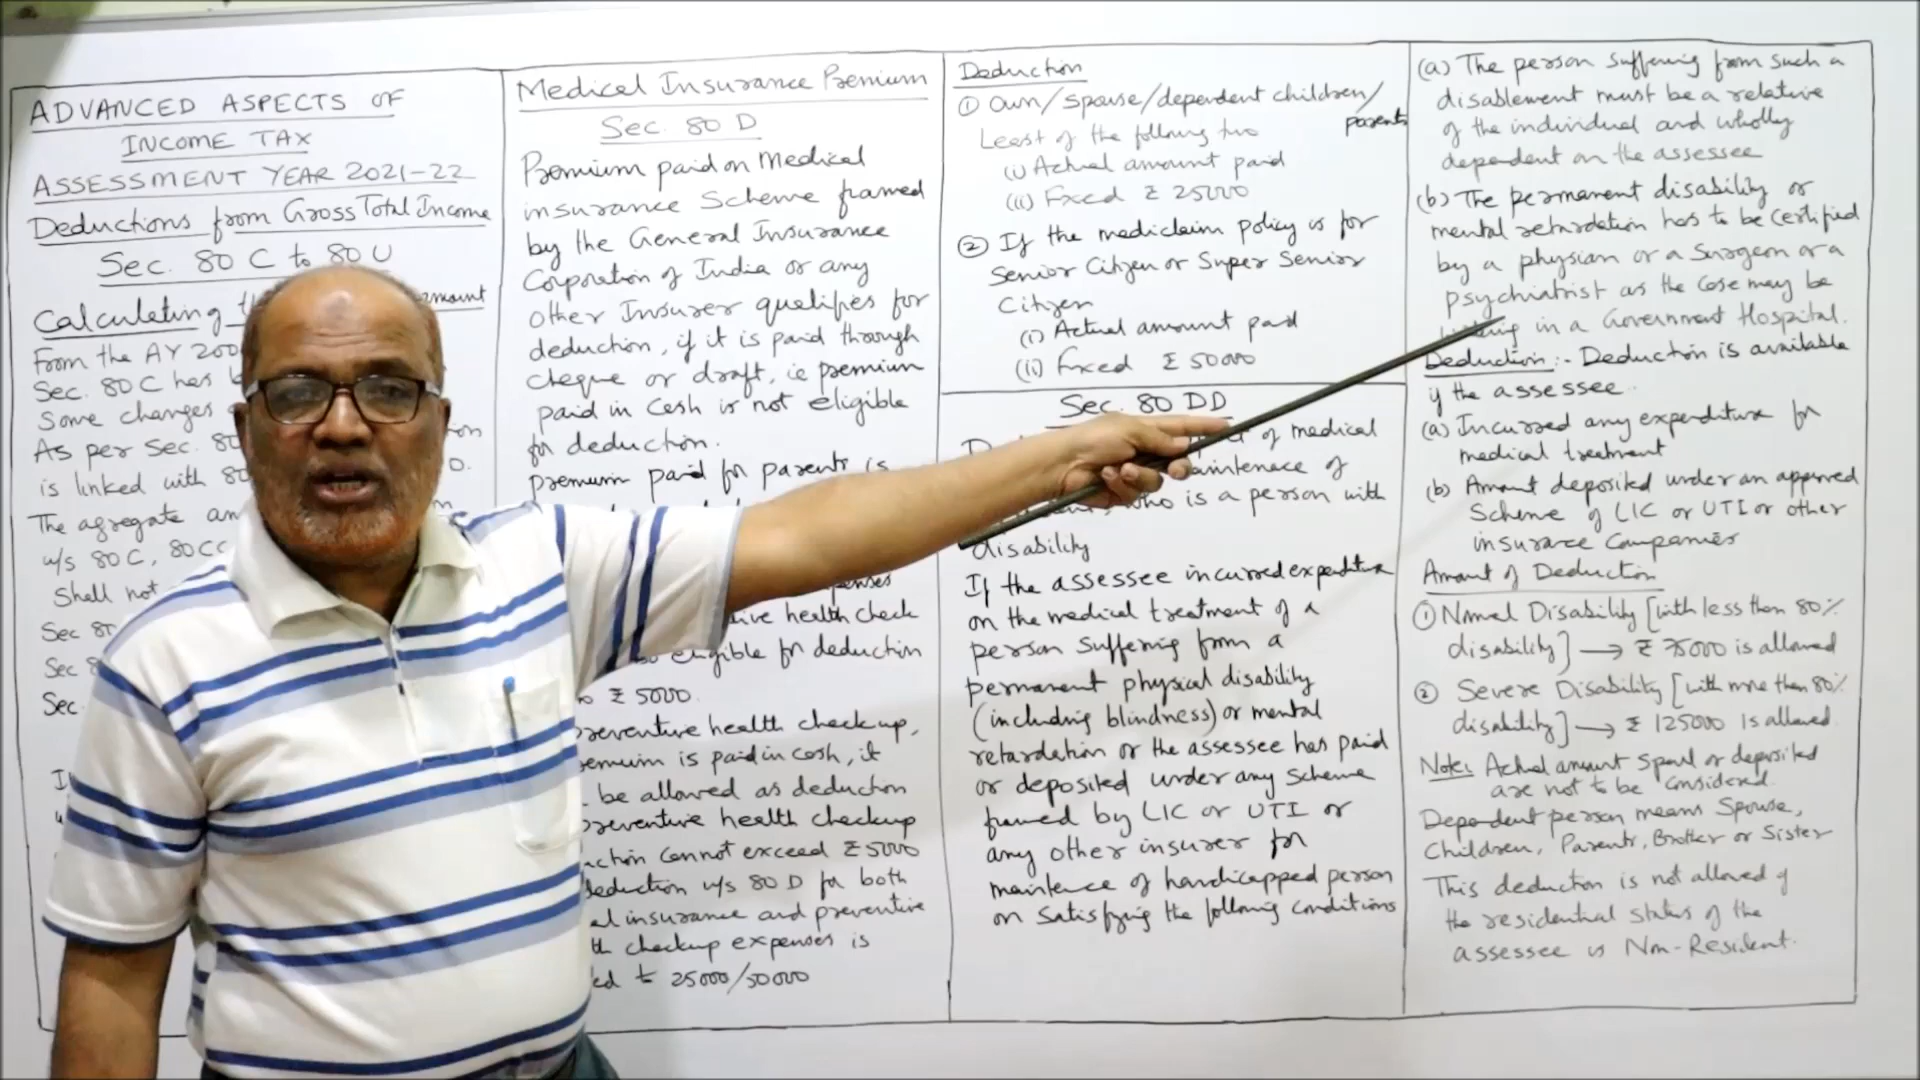 ADVANCED ASPECTS OF
INCOME TAX
ASSESSMENT YEAR 2021-22
Deductions from Gross Total Income
Sec. 80 C to 80 U
Calculating
From the AY 200
Sec. 80 C has
Some changes
As per Sec. 80
is linked with 80
The agregate
u/s 80 C, 80 CC
Shall not
Sec 80
Sec
Sec.
Medical Insurance Premium
Sec. 80 D
Premium paid on Medical
insurance Scheme framed
by the General Insurance
Corporation of India or any
other Insurer qualifies for
deduction, if it is paid through
cheque or draft, ie premium
paid in Cash is not eligible
for deduction.
premium paid for parents is
health check
eligible for deduction
₹ 5000.
preventive health checkup,
is paid in cash, it
be allowed as deduction
preventive health checkup
cannot exceed ₹ 5000
deduction u/s 80 D for both
insurance and preventive
checkup expenses is
to 25000/50000
Deduction
① Own/spouse/dependent children/
parents
Least of the following two
(i) Actual amount paid
(ii) Fixed ₹ 25000
② If the mediclaim policy is for
Senior Citizen or Super Senior
Citizen
(i) Actual amount paid
(ii) Fixed ₹ 50000
Sec. 80 DD
of medical
who is a person with
disability
If the assessee incurred expenditure
on the medical treatment of a
person suffering from a
permanent physical disability
(including blindness) or mental
retardation or the assessee has paid
or deposited under any scheme
framed by LIC or UTI or
any other insurer for
maintence of handicapped person
on Satisfying the following Conditions
(a) The person suffering from such a
disablement must be a relative
of the individual and wholly
dependent on the assessee
(b) The permanent disability or
mental retardation has to be certified
by a physian or a Surgeon or a
psychiatrist as the case may be
in a Government Hospital.
Deduction:- Deduction is available
if the assessee.
(a) Incurred any expenditure for
medical treatment
(b) Amount deposited under an approved
Scheme of LIC or UTI or other
insurance Companies
Amount of Deduction
① Normal Disability [with less than 80%
disability] → ₹ 75000 is allowed
② Severe Disability [with more than 80%
disability] → ₹ 125000 is allowed
Note: Actual amount Spent or deposited
are not to be Considered
Dependent person means Spouse,
Children, Parents, Brother or Sister
This deduction is not allowed if
the residential status of the
assessee is Non-Resident.